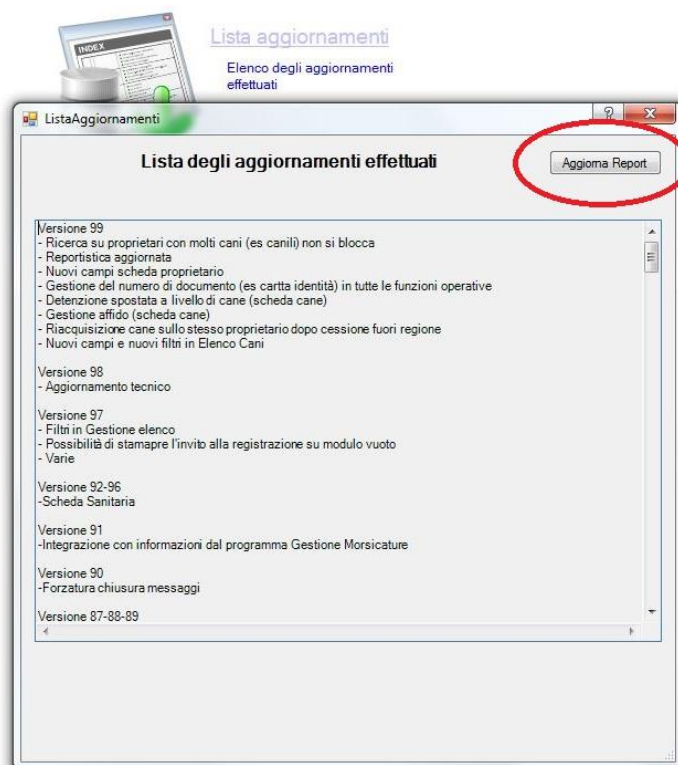 INDEX
Lista aggiornamenti
Elenco degli aggiornamenti
effettuati
ListaAggiornamenti
Lista degli aggiornamenti effettuati
Aggiorna Report
Versione 99
- Ricerca su proprietari con molti cani (es canili) non si blocca
- Reportistica aggiornata
- Nuovi campi scheda proprietario
- Gestione del numero di documento (es cartta identità) in tutte le funzioni operative
- Detenzione spostata a livello di cane (scheda cane)
- Gestione affido (scheda cane)
- Riacquisizione cane sullo stesso proprietario dopo cessione fuori regione
- Nuovi campi e nuovi filtri in Elenco Cani
Versione 98
- Aggiornamento tecnico
Versione 97
- Filtri in Gestione elenco
- Possibilità di stamapre l'invito alla registrazione su modulo vuoto
- Varie
Versione 92-96
-Scheda Sanitaria
Versione 91
-Integrazione con informazioni dal programma Gestione Morsicature
Versione 90
-Forzatura chiusura messaggi
Versione 87-88-89